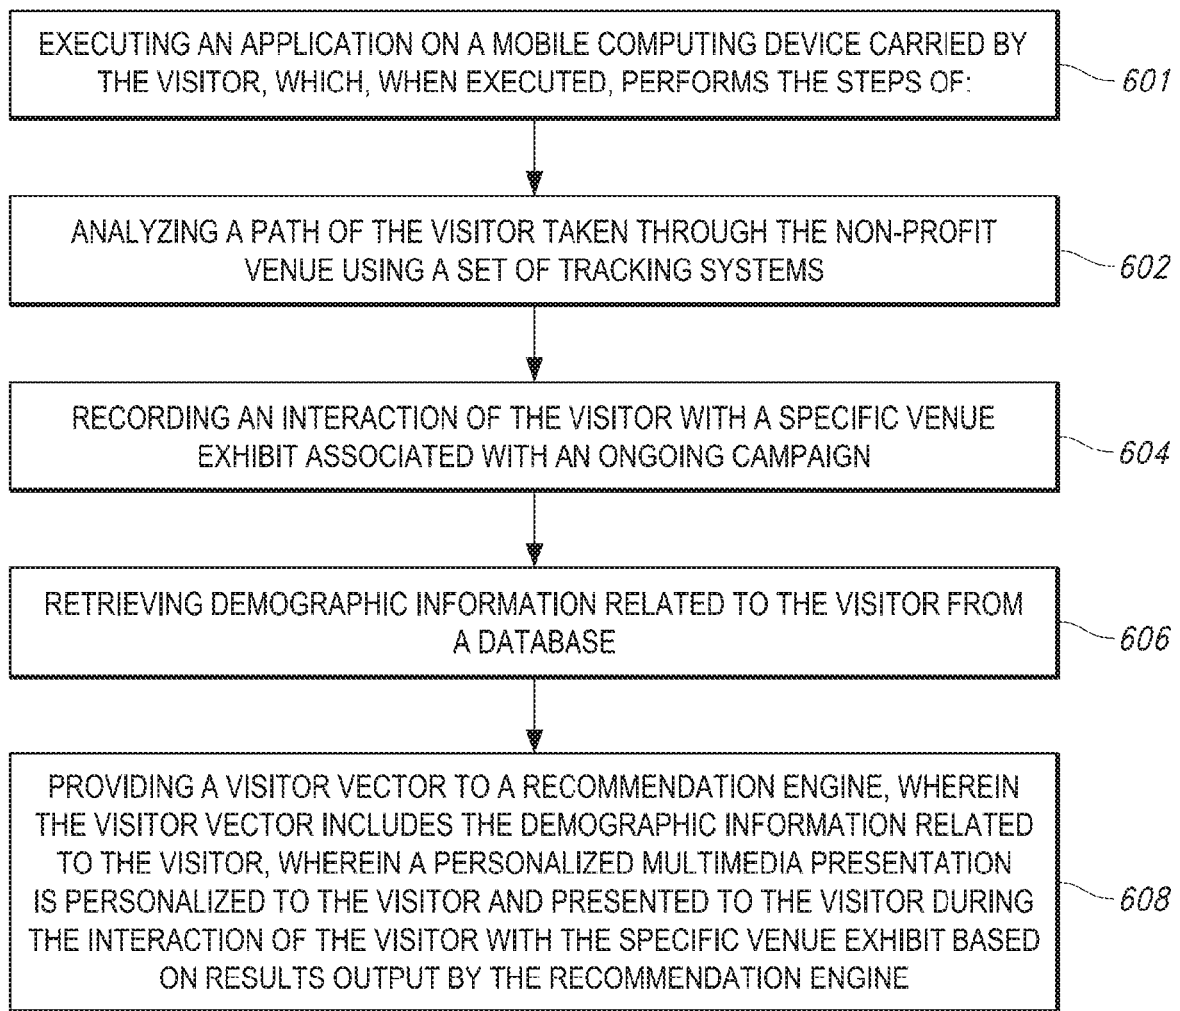 EXECUTING AN APPLICATION ON A MOBILE COMPUTING DEVICE CARRIED BY
THE VISITOR, WHICH, WHEN EXECUTED, PERFORMS THE STEPS OF:
601
ANALYZING A PATH OF THE VISITOR TAKEN THROUGH THE NON-PROFIT
VENUE USING A SET OF TRACKING SYSTEMS
602
RECORDING AN INTERACTION OF THE VISITOR WITH A SPECIFIC VENUE
EXHIBIT ASSOCIATED WITH AN ONGOING CAMPAIGN
604
RETRIEVING DEMOGRAPHIC INFORMATION RELATED TO THE VISITOR FROM
A DATABASE
606
PROVIDING A VISITOR VECTOR TO A RECOMMENDATION ENGINE, WHEREIN
THE VISITOR VECTOR INCLUDES THE DEMOGRAPHIC INFORMATION RELATED
TO THE VISITOR, WHEREIN A PERSONALIZED MULTIMEDIA PRESENTATION
IS PERSONALIZED TO THE VISITOR AND PRESENTED TO THE VISITOR DURING
THE INTERACTION OF THE VISITOR WITH THE SPECIFIC VENUE EXHIBIT BASED
ON RESULTS OUTPUT BY THE RECOMMENDATION ENGINE
608